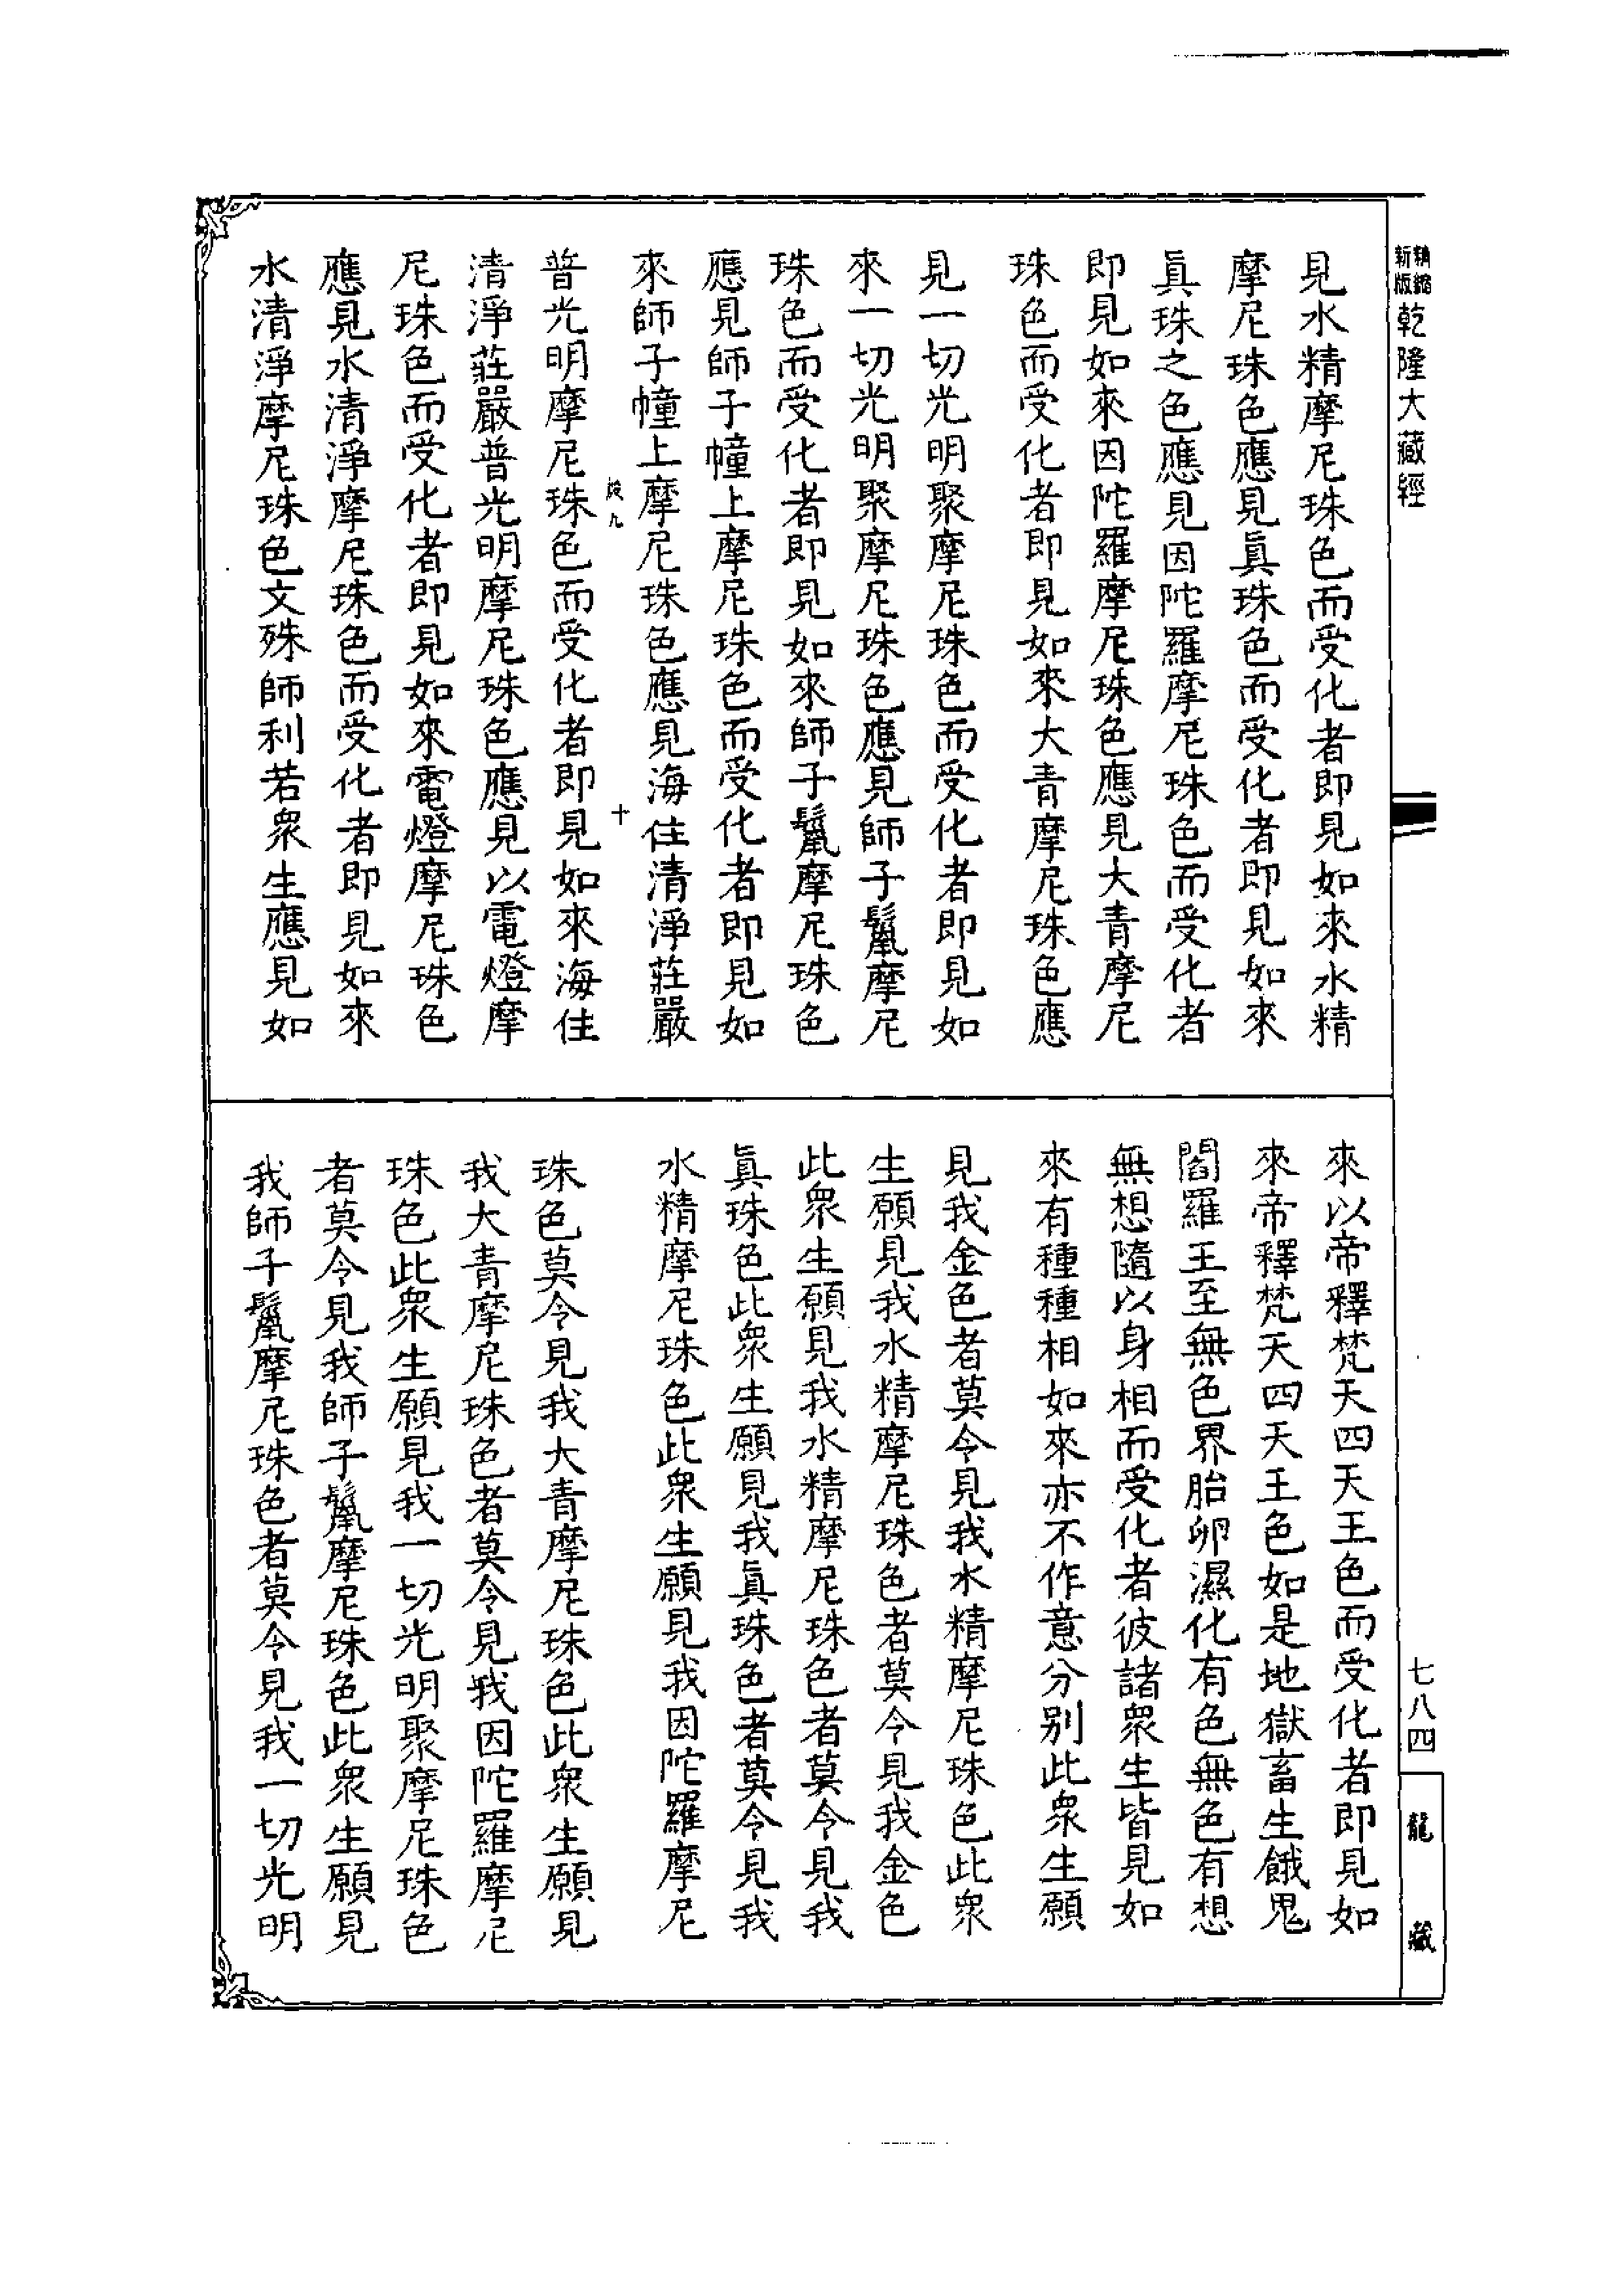 新版
精縮
乾隆大藏經
見水精摩尼珠色而受化者即見如來水精
摩尼珠色應見眞珠色而受化者即見如來
眞珠之色應見因陀羅摩尼珠色而受化者
即見如來因陀羅摩尼珠色應見大青摩尼
珠色而受化者即見如來大青摩尼珠色應
見一切光明聚摩尼珠色而受化者即見如
來一切光明聚摩尼珠色應見師子鬣摩尼
珠色而受化者即見如來師子鬣摩尼珠色
應見師子幢上摩尼珠色而受化者即見如
來師子幢上摩尼珠色應見海住清淨莊嚴
九
十
普光明摩尼珠色而受化者即見如來海住
清淨莊嚴普光明摩尼珠色應見以電燈摩
尼珠色而受化者即見如來電燈摩尼珠色
應見水清淨摩尼珠色而受化者即見如來
水清淨摩尼珠色文殊師利若衆生應見如
來以帝釋梵天四天王色而受化者即見如
來帝釋梵天四天王色如是地獄畜生餓鬼
閻羅王至無色界胎卵濕化有色無色有想
無想隨以身相而受化者彼諸衆生皆見如
來有種種相如來亦不作意分別此衆生願
見我金色者莫令見我水精摩尼珠色此衆
生願見我水精摩尼珠色者莫令見我金色
此衆生願見我水精摩尼珠色者莫令見我
眞珠色此衆生願見我眞珠色者莫令見我
水精摩尼珠色此衆生願見我因陀羅摩尼
珠色莫令見我大青摩尼珠色此衆生願見
我大青摩尼珠色者莫令見我因陀羅摩尼
珠色此衆生願見我一切光明聚摩尼珠色
者莫令見我師子鬣摩尼珠色此衆生願見
我師子鬣摩尼珠色者莫令見我一切光明
七八四
龍藏